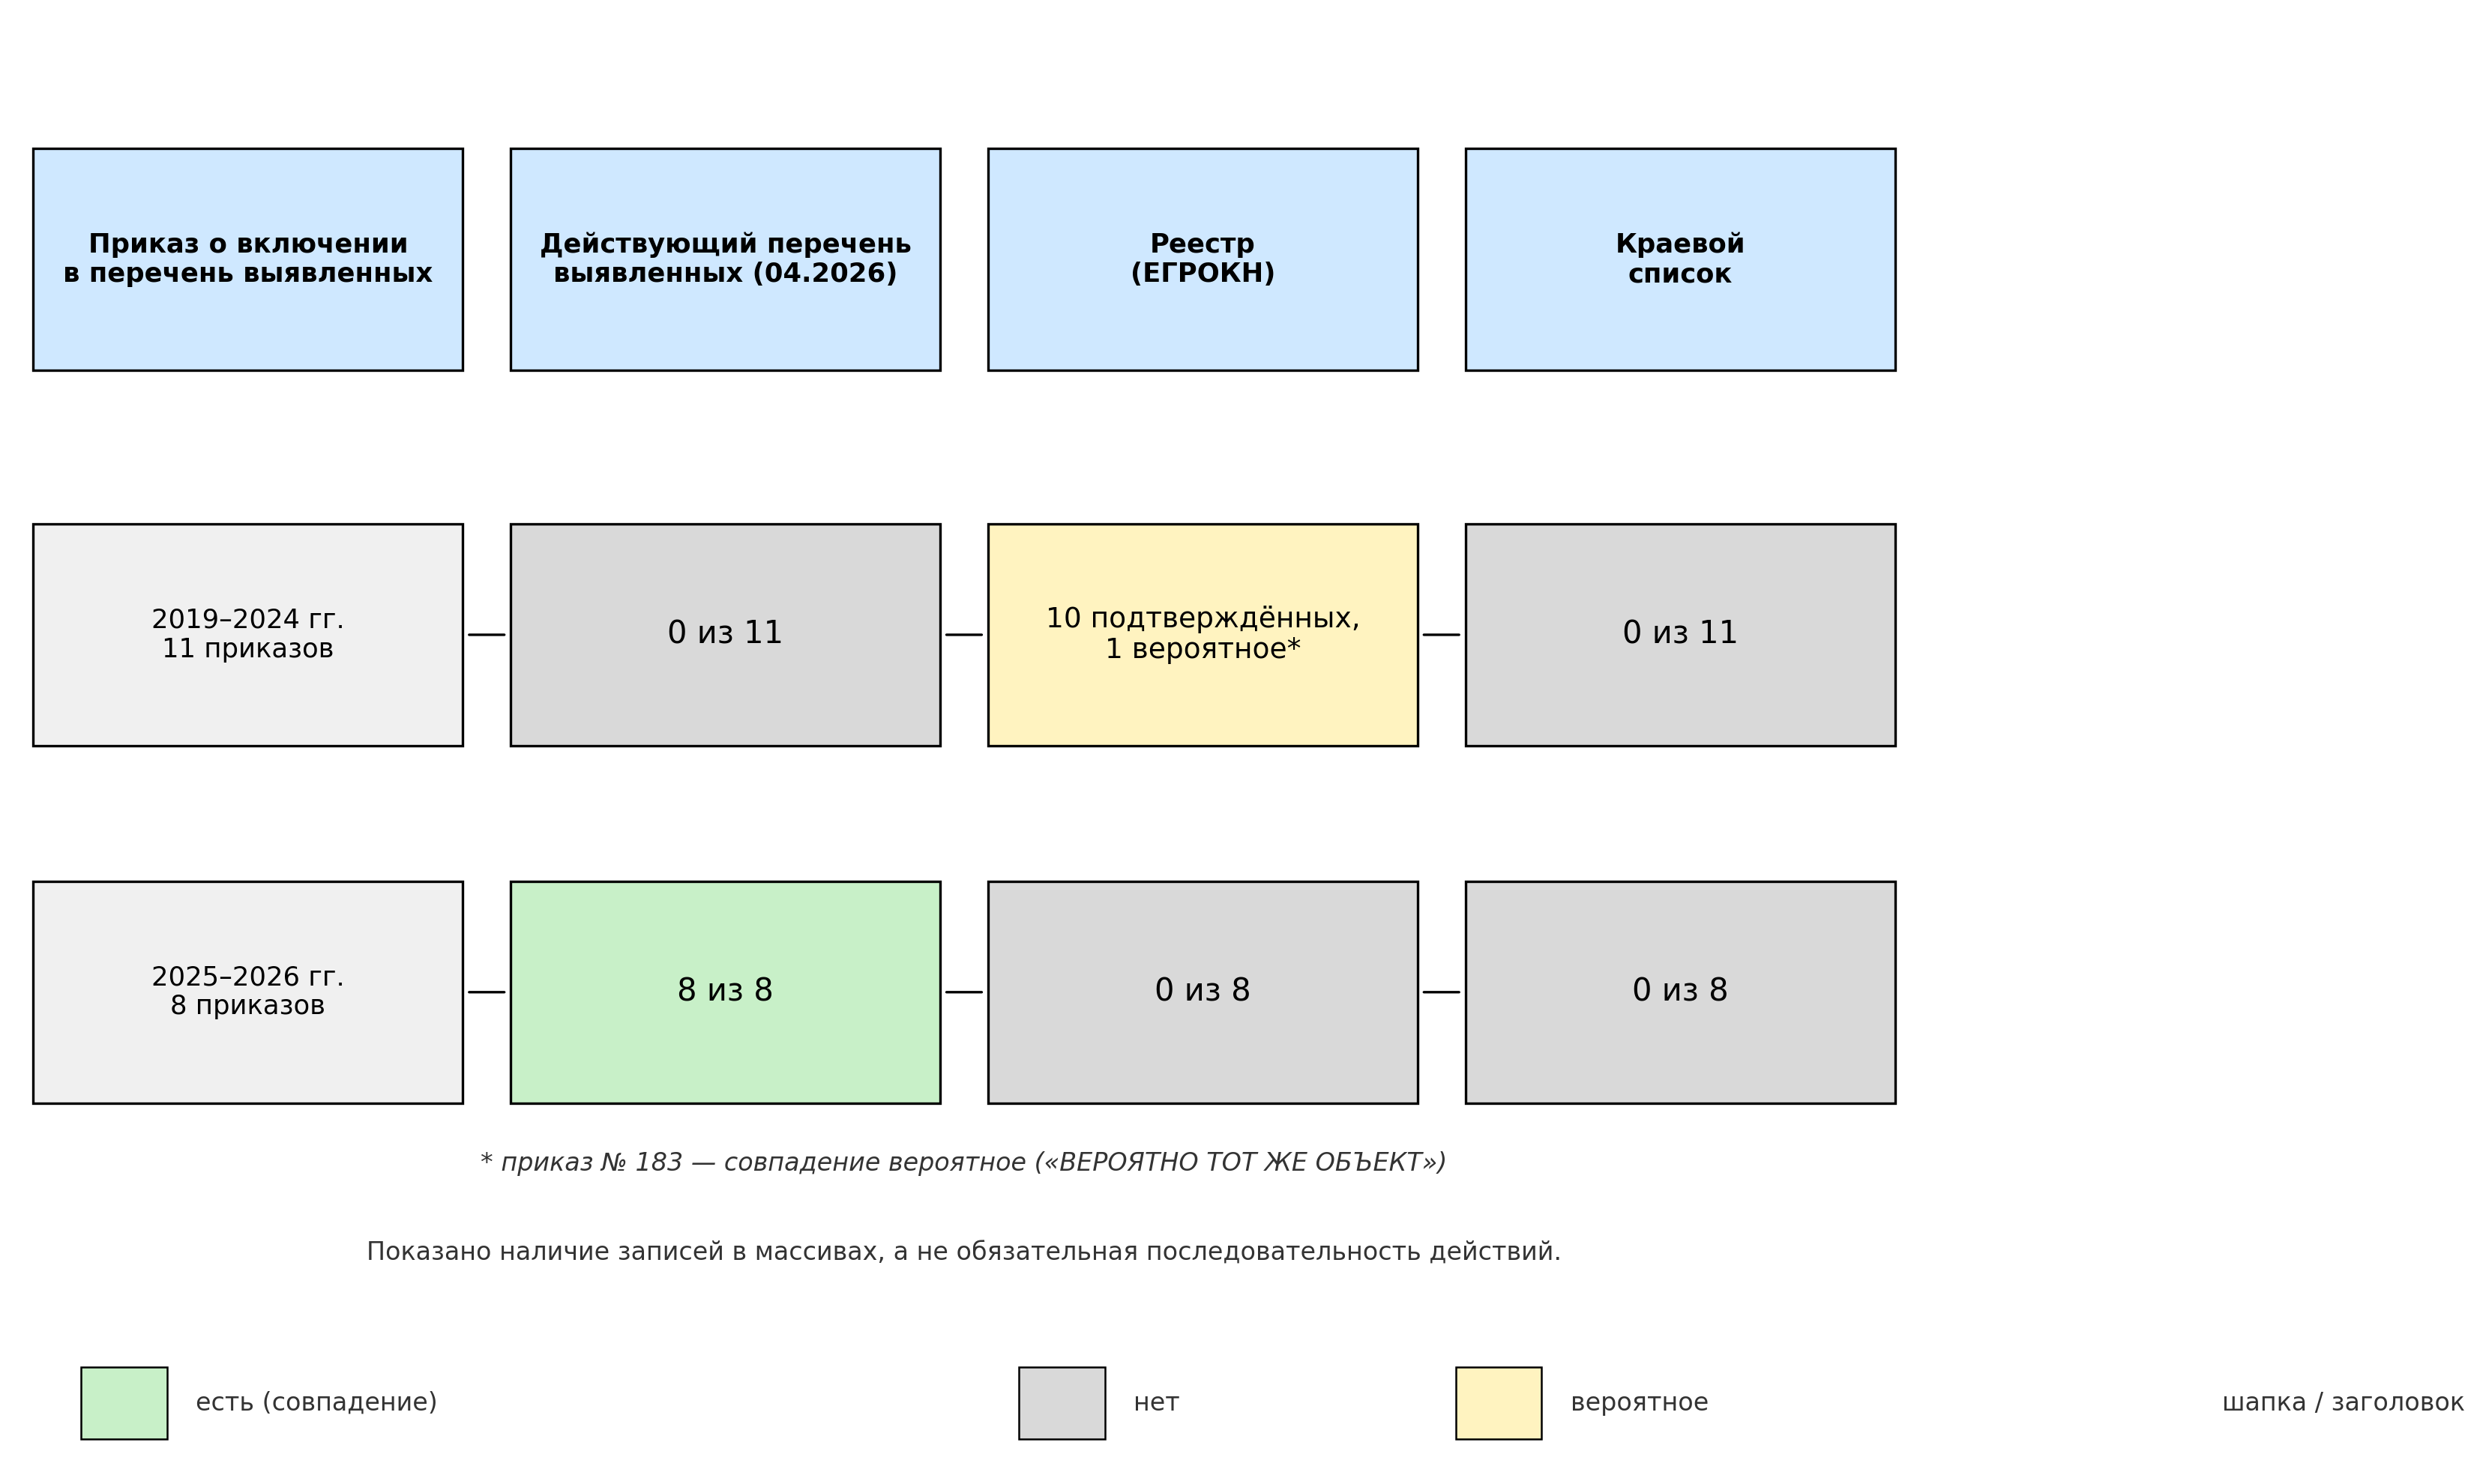 Приказ о включении
в перечень выявленных
Действующий перечень
выявленных (04.2026)
Реестр
(ЕГРОКН)
Краевой
список
2019–2024 гг.
11 приказов
0 из 11
10 подтверждённых,
1 вероятное*
0 из 11
2025–2026 гг.
8 приказов
8 из 8
0 из 8
0 из 8
* приказ № 183 — совпадение вероятное («ВЕРОЯТНО ТОТ ЖЕ ОБЪЕКТ»)
Показано наличие записей в массивах, а не обязательная последовательность действий.
есть (совпадение)
нет
вероятное
шапка / заголовок